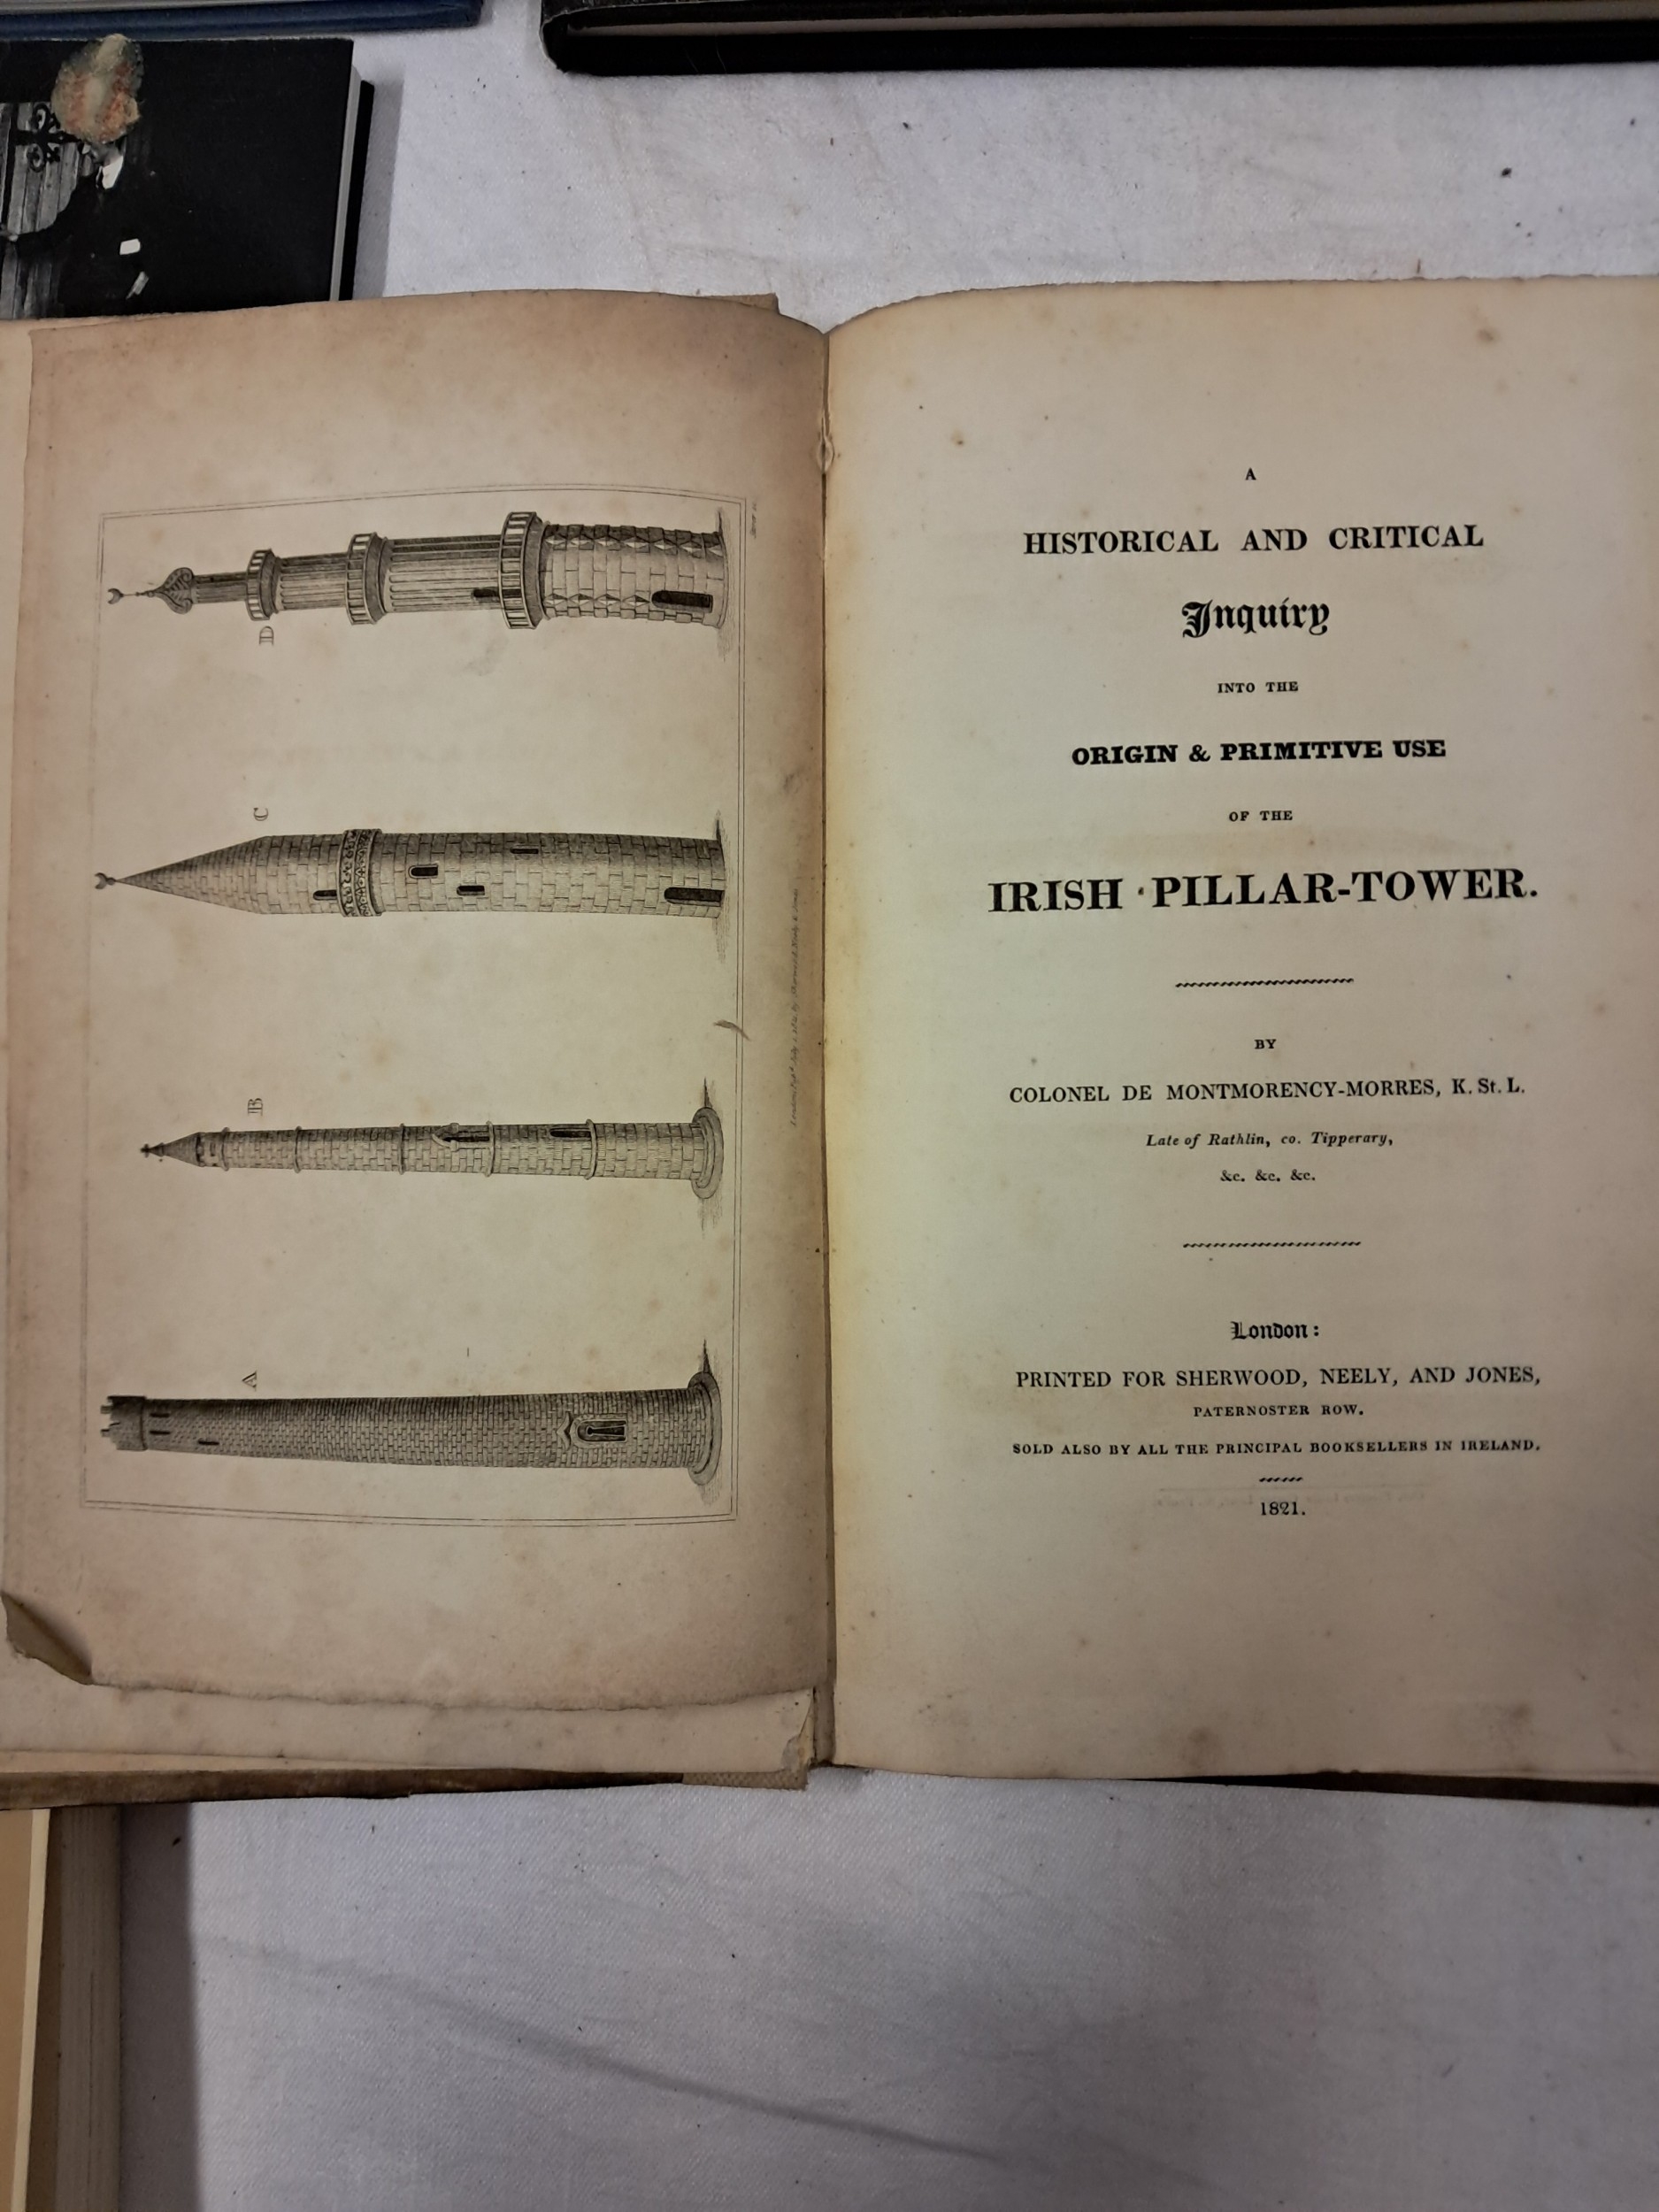 D
C
B
A
A
HISTORICAL AND CRITICAL
Inquiry
INTO THE
ORIGIN & PRIMITIVE USE
OF THE
IRISH PILLAR-TOWER.
BY
COLONEL DE MONTMORENCY-MORRES, K. St. L.
Late of Rathlin, co. Tipperary,
&c. &c. &c.
London:
PRINTED FOR SHERWOOD, NEELY, AND JONES,
PATERNOSTER ROW.
SOLD ALSO BY ALL THE PRINCIPAL BOOKSELLERS IN IRELAND.
1821.